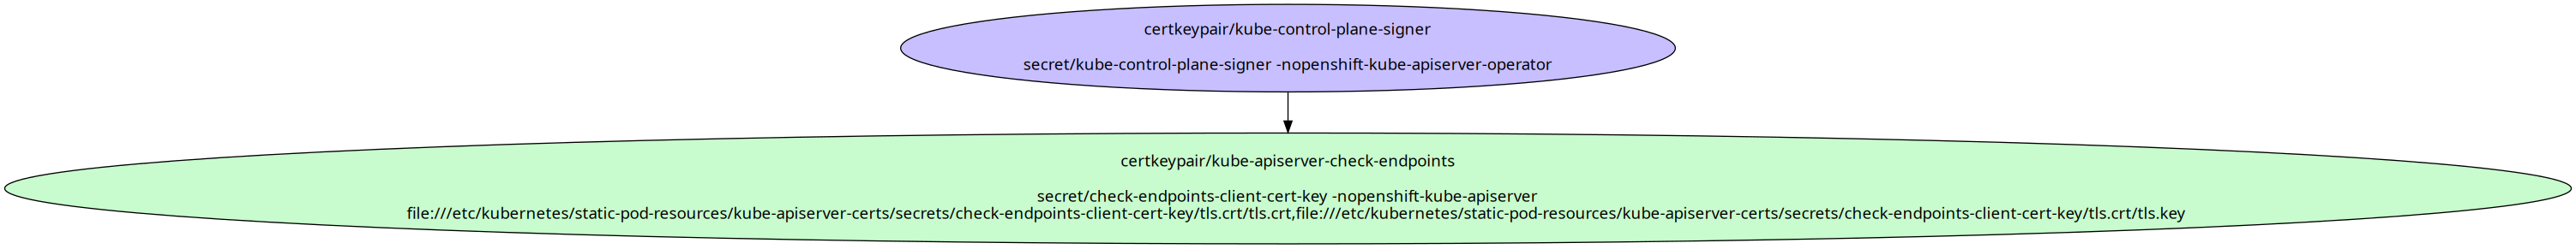 certkeypair/kube-control-plane-signer
secret/kube-control-plane-signer -nopenshift-kube-apiserver-operator
certkeypair/kube-apiserver-check-endpoints
secret/check-endpoints-client-cert-key -nopenshift-kube-apiserver
file:///etc/kubernetes/static-pod-resources/kube-apiserver-certs/secrets/check-endpoints-client-cert-key/tls.crt/tls.crt,file:///etc/kubernetes/static-pod-resources/kube-apiserver-certs/secrets/check-endpoints-client-cert-key/tls.crt/tls.key